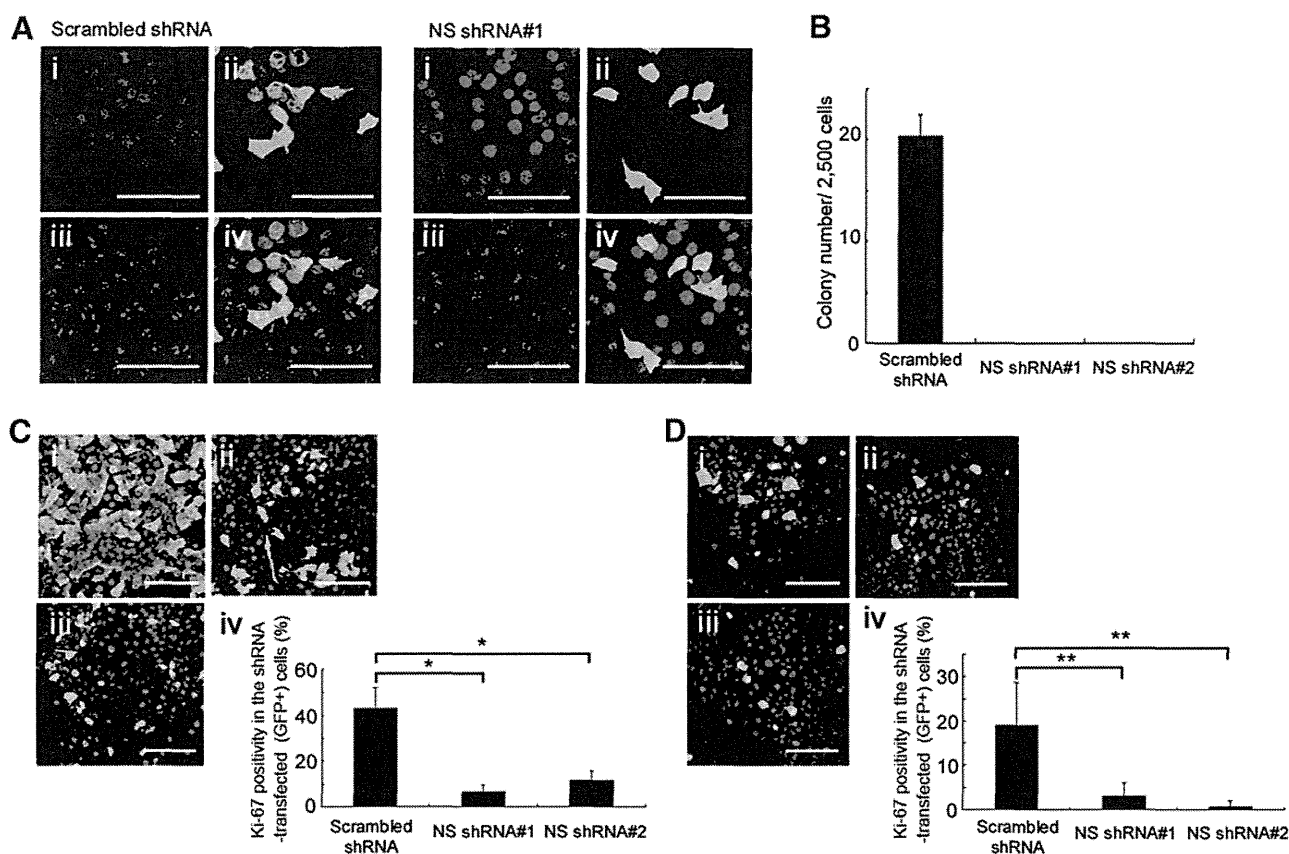 A
Scrambled shRNA
NS shRNA#1
i
ii
i
ii
iii
iv
iii
iv
B
Colony number/ 2,500 cells
20
10
0
Scrambled
shRNA
NS shRNA#1
NS shRNA#2
C
i
ii
iii
iv
Ki-67 positivity in the shRNA
-transfected (GFP+) cells (%)
60
40
20
0
*
*
Scrambled
shRNA
NS shRNA#1
NS shRNA#2
D
i
ii
iii
iv
Ki-67 positivity in the shRNA
-transfected (GFP+) cells (%)
30
20
10
0
**
**
Scrambled
shRNA
NS shRNA#1
NS shRNA#2